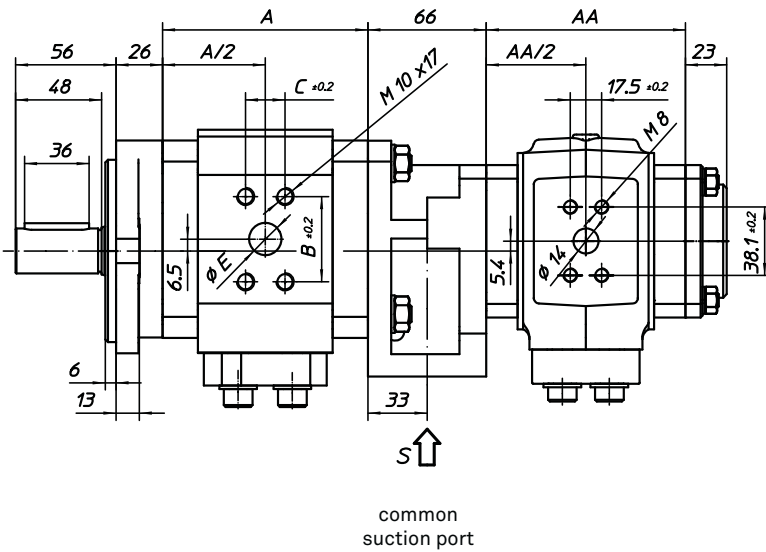 A
66
AA
56
26
A/2
AA/2
23
48
C ±0.2
M 10 x17
17.5 ±0.2
36
M 8
6.5
Ø E
B ±0.2
5.4
Ø 14
38.1 ±0.2
6
13
33
S
common
suction port